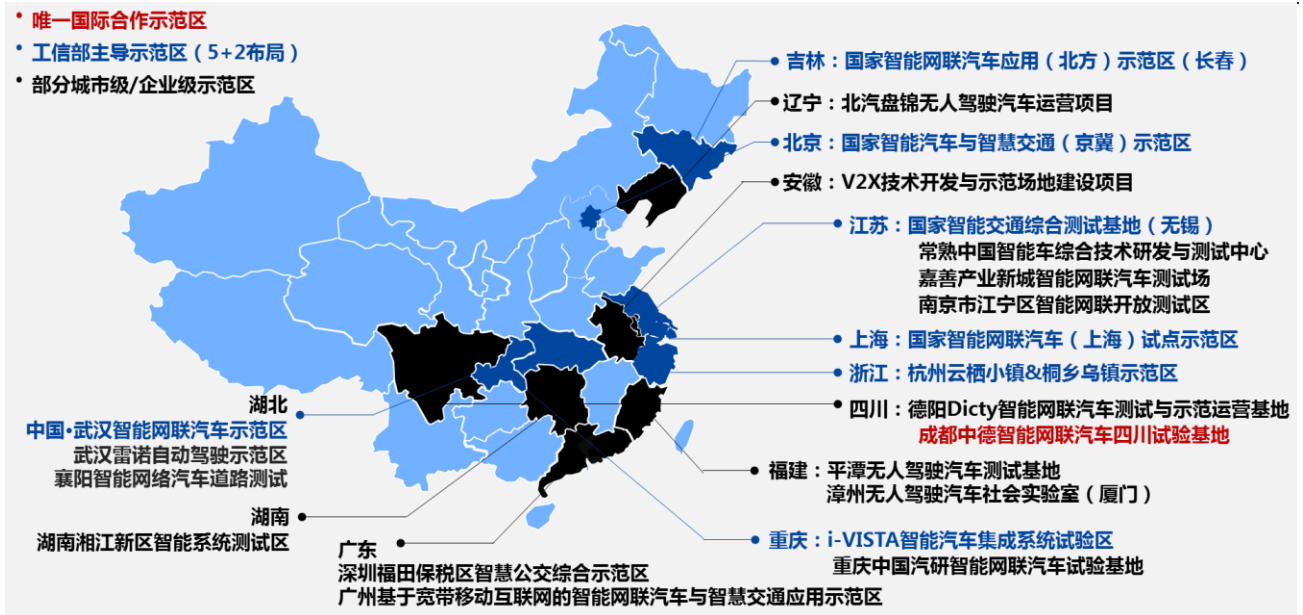 • 唯一国际合作示范区
• 工信部主导示范区（5+2布局）
• 部分城市级/企业级示范区
吉林：国家智能网联汽车应用（北方）示范区（长春）
辽宁：北汽盘锦无人驾驶汽车运营项目
北京：国家智能汽车与智慧交通（京冀）示范区
安徽：V2X技术开发与示范场地建设项目
江苏：国家智能交通综合测试基地（无锡）
常熟中国智能车综合技术研发与测试中心
嘉善产业新城智能网联汽车测试场
南京市江宁区智能网联开放测试区
上海：国家智能网联汽车（上海）试点示范区
浙江：杭州云栖小镇&桐乡乌镇示范区
四川：德阳Dicty智能网联汽车测试与示范运营基地
成都中德智能网联汽车四川试验基地
福建：平潭无人驾驶汽车测试基地
漳州无人驾驶汽车社会实验室（厦门）
重庆：i-VISTA智能汽车集成系统试验区
重庆中国汽研智能网联汽车试验基地
湖北
中国·武汉智能网联汽车示范区
武汉雷诺自动驾驶示范区
襄阳智能网络汽车道路测试
湖南
湖南湘江新区智能系统测试区
广东
深圳福田保税区智慧公交综合示范区
广州基于宽带移动互联网的智能网联汽车与智慧交通应用示范区